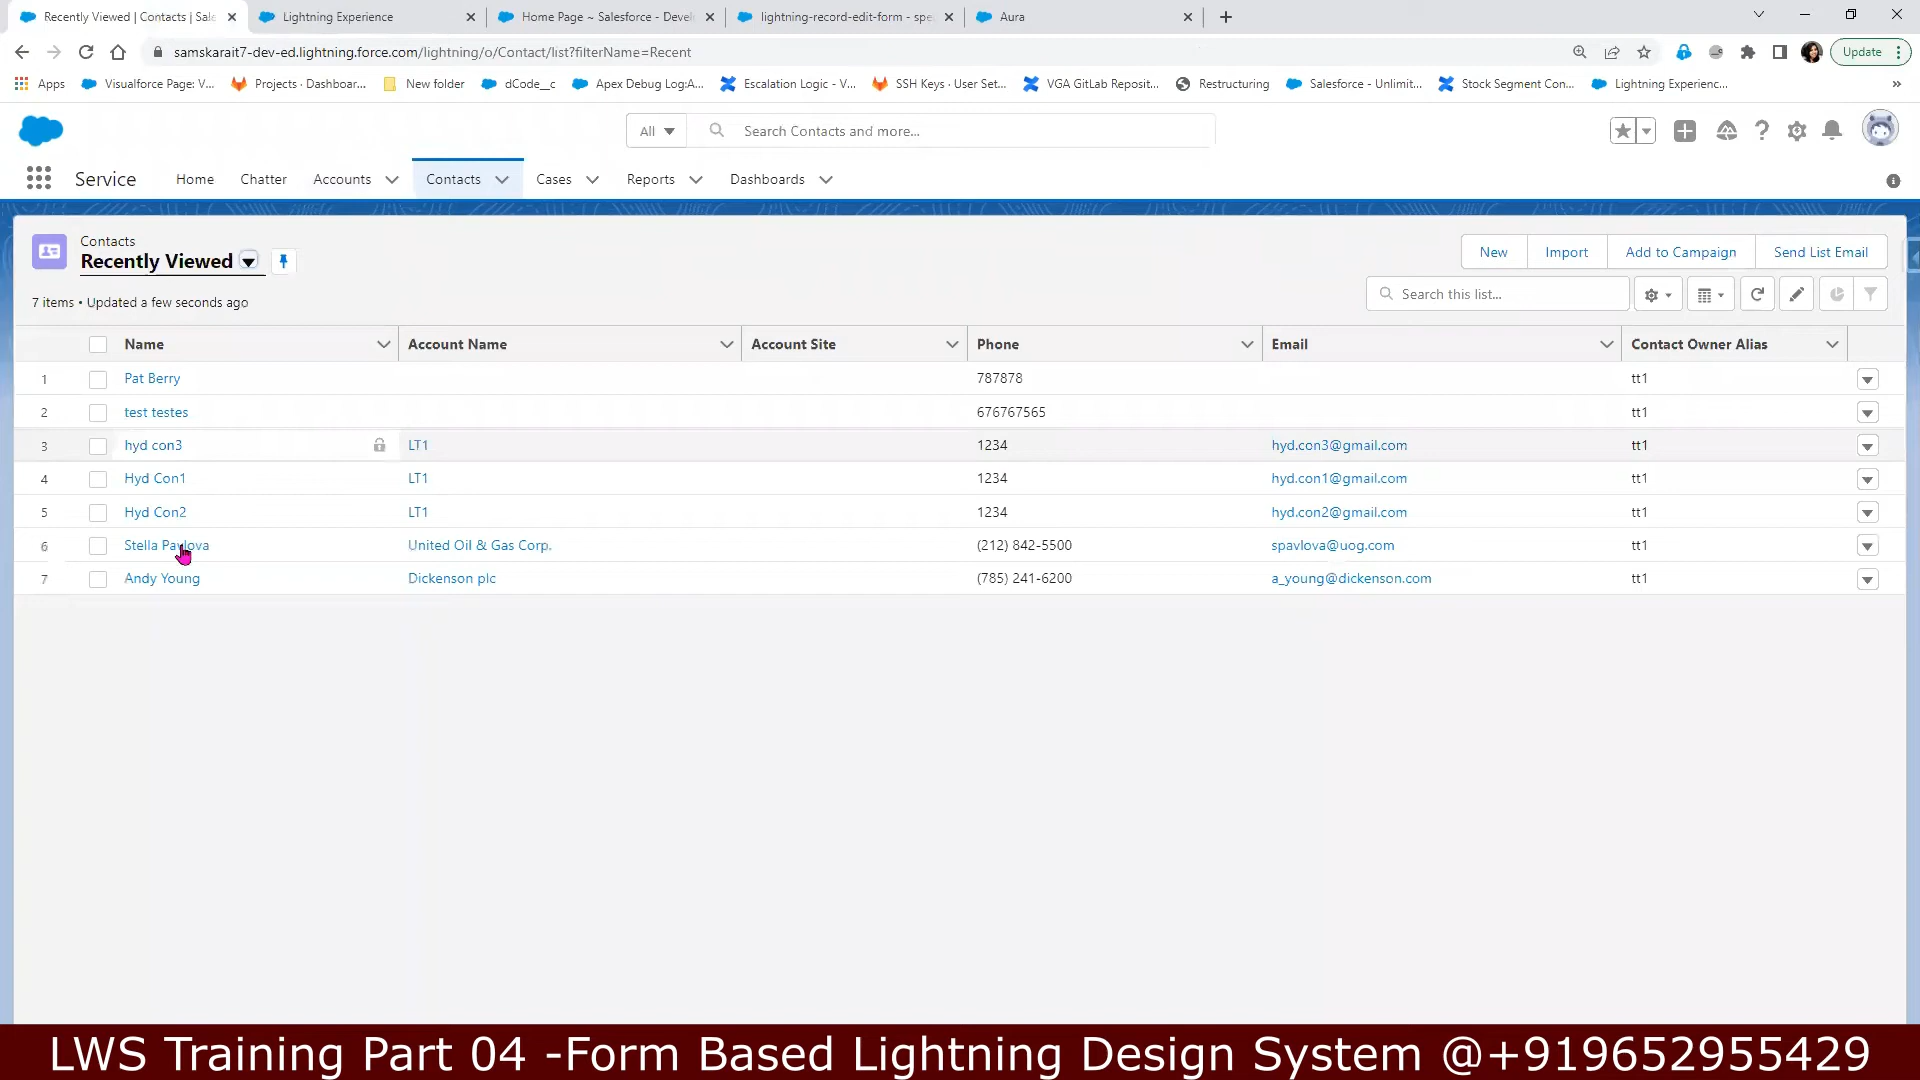 Recently Viewed | Contacts | Sale
Lightning Experience
Home Page ~ Salesforce - Devel
lightning-record-edit-form - spe
Aura
samskarait7-dev-ed.lightning.force.com/lightning/o/Contact/list?filterName=Recent
Update
Apps
Visualforce Page: V...
Projects · Dashboar...
New folder
dCode__c
Apex Debug Log:A...
Escalation Logic - V...
SSH Keys · User Set...
VGA GitLab Reposit...
Restructuring
Salesforce - Unlimit...
Stock Segment Con...
Lightning Experienc...
»
All
Search Contacts and more...
Service
Home
Chatter
Accounts
Contacts
Cases
Reports
Dashboards
Contacts
Recently Viewed
New
Import
Add to Campaign
Send List Email
7 items • Updated a few seconds ago
Search this list...
Name Account Name Account Site Phone Email Contact Owner Alias
1 Pat Berry 787878 tt1
2 test testes 676767565 tt1
3 hyd con3 LT1 1234 hyd.con3@gmail.com tt1
4 Hyd Con1 LT1 1234 hyd.con1@gmail.com tt1
5 Hyd Con2 LT1 1234 hyd.con2@gmail.com tt1
6 Stella Pavlova United Oil & Gas Corp. (212) 842-5500 spavlova@uog.com tt1
7 Andy Young Dickenson plc (785) 241-6200 a_young@dickenson.com tt1
LWS Training Part 04 -Form Based Lightning Design System @+919652955429